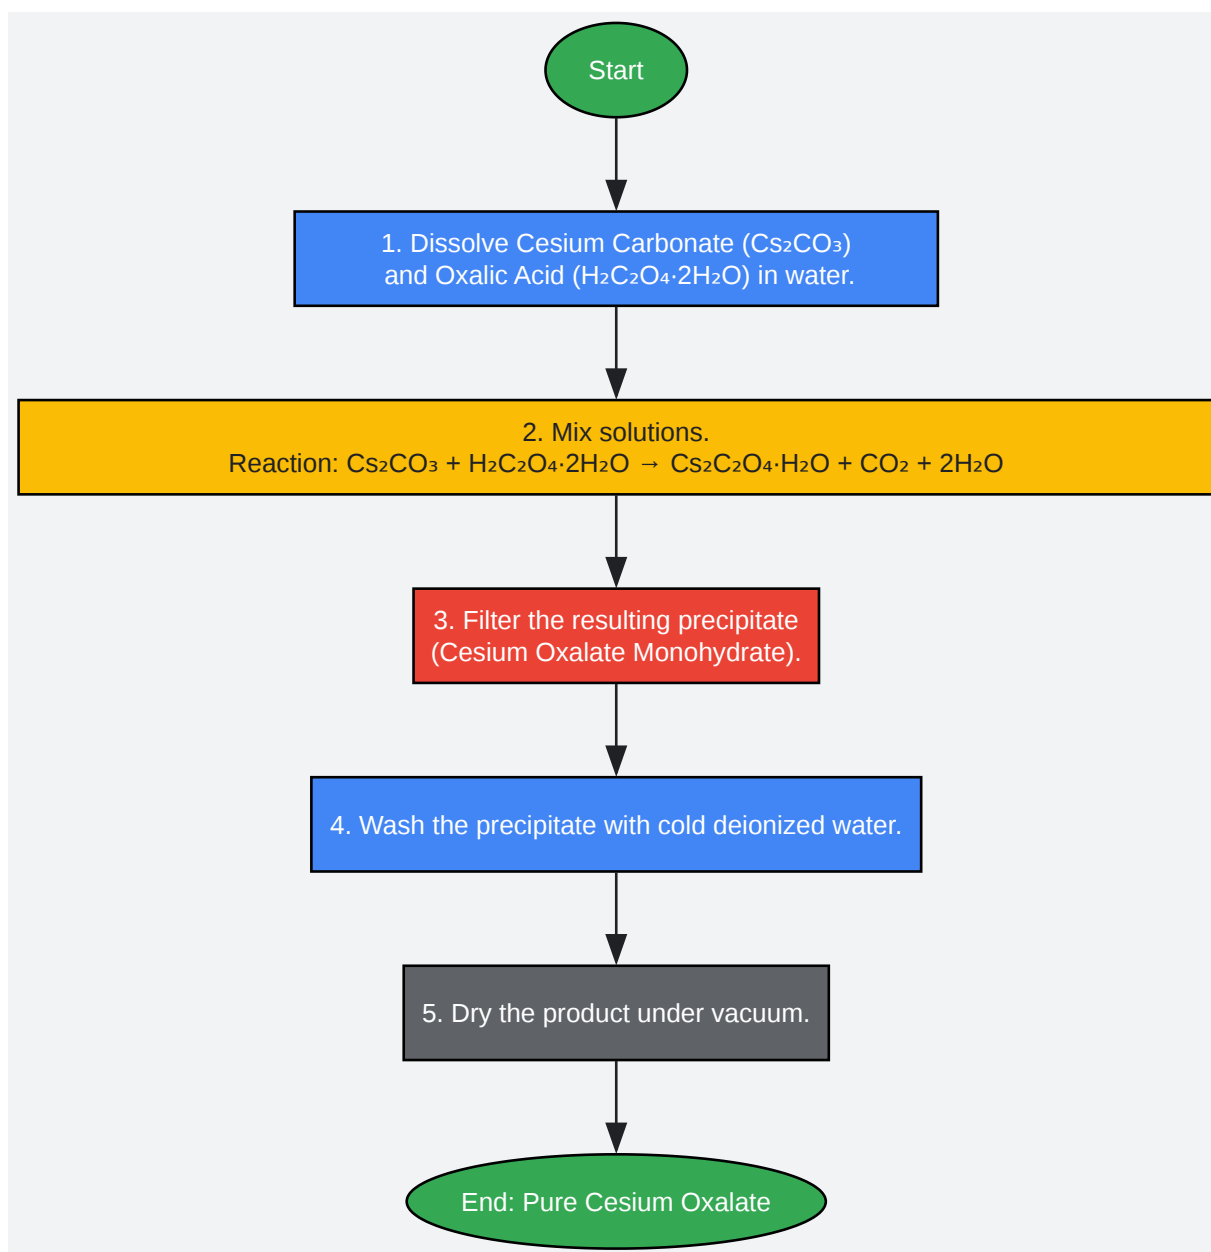 Start
1. Dissolve Cesium Carbonate (Cs₂CO₃)
and Oxalic Acid (H₂C₂O₄·2H₂O) in water.
2. Mix solutions.
Reaction: Cs₂CO₃ + H₂C₂O₄·2H₂O → Cs₂C₂O₄·H₂O + CO₂ + 2H₂O
3. Filter the resulting precipitate
(Cesium Oxalate Monohydrate).
4. Wash the precipitate with cold deionized water.
5. Dry the product under vacuum.
End: Pure Cesium Oxalate